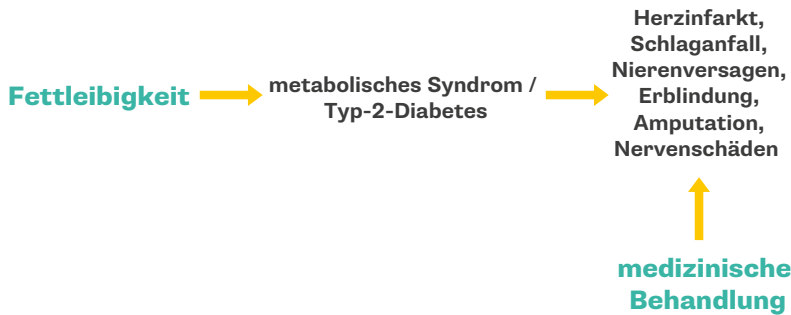 Fettleibigkeit
metabolisches Syndrom /
Typ-2-Diabetes
Herzinfarkt,
Schlaganfall,
Nierenversagen,
Erblindung,
Amputation,
Nervenschäden
medizinische
Behandlung